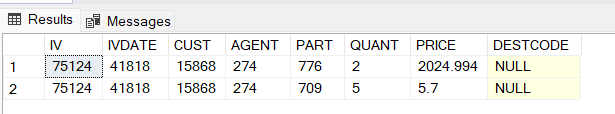 Results Messages
IV IVDATE CUST AGENT PART QUANT PRICE DESTCODE
1 75124 41818 15868 274 776 2 2024.994 NULL
2 75124 41818 15868 274 709 5 5.7 NULL